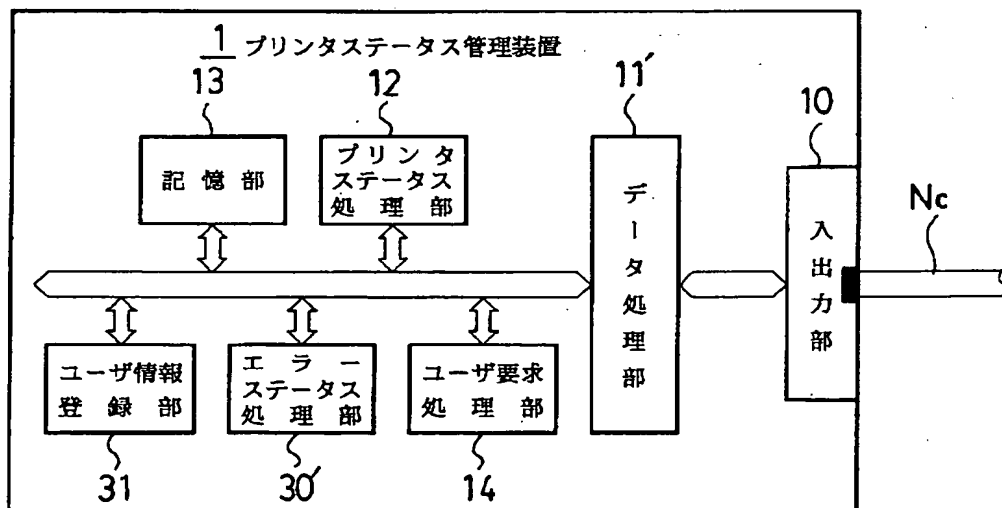 1 プリンタステータス管理装置
13
12
11′
10
記憶部
プリンタ
ステータス
処理部
データ処理部
入出力部
Nc
ユーザ情報
登録部
エラー
ステータス
処理部
ユーザ要求
処理部
31
30′
14